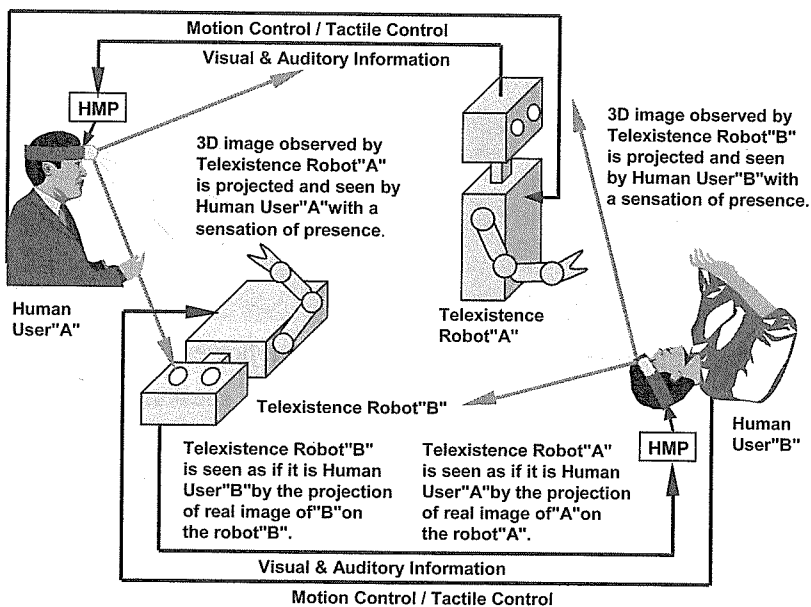 Motion Control / Tactile Control
Visual & Auditory Information
HMP
3D image observed by
Telexistence Robot"A"
is projected and seen by
Human User"A"with a
sensation of presence.
3D image observed by
Telexistence Robot"B"
is projected and seen
by Human User"B"with
a sensation of presence.
Human
User"A"
Telexistence
Robot"A"
Telexistence Robot"B"
Human
User"B"
HMP
Telexistence Robot"B"
is seen as if it is Human
User"B"by the projection
of real image of"B"on
the robot"B".
Telexistence Robot"A"
is seen as if it is Human
User"A"by the projection
of real image of"A"on
the robot"A".
Visual & Auditory Information
Motion Control / Tactile Control